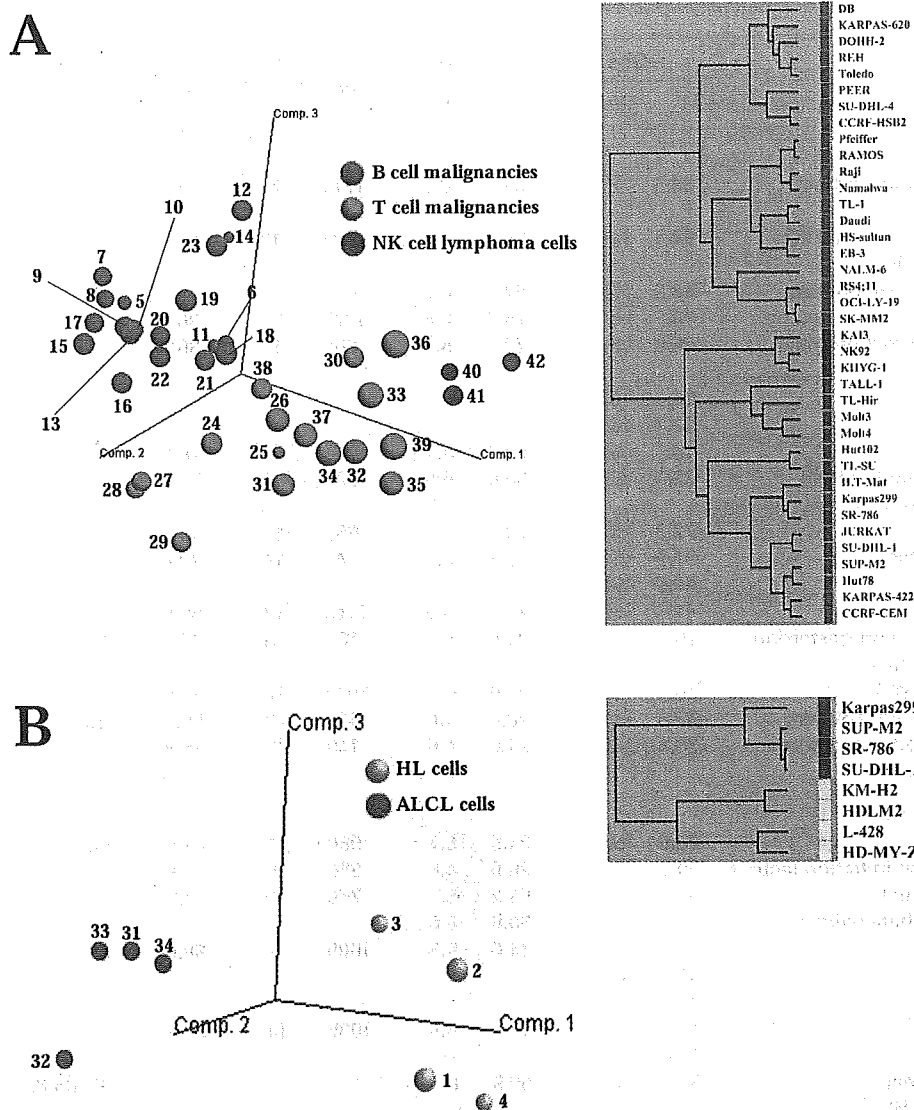 A
Comp. 3
B cell malignancies
T cell malignancies
NK cell lymphoma cells
12
10
14
23
7
9
8
5
19
6
17
20
11
18
15
22
21
16
13
38
26
24
37
25
31
34
32
39
35
30
36
33
40
41
42
27
28
29
Comp. 2
Comp. 1
DB
KARPAS-620
DOHH-2
REH
Toledo
PEER
SU-DHL-4
CCRF-HSB2
Pfeiffer
RAMOS
Raji
Namalwa
TL-1
Daudi
HS-sultan
EB-3
NALM-6
RS4;11
OCI-LY-19
SK-MM2
KAI3
NK92
KHYG-1
TALL-1
TL-Hir
Molt3
Molt4
Hut102
TL-SU
ILT-Mat
Karpas299
SR-786
JURKAT
SU-DHL-1
SUP-M2
Hut78
KARPAS-422
CCRF-CEM
B
Comp. 3
HL cells
ALCL cells
33
31
34
3
2
Comp. 2
Comp. 1
32
1
4
Karpas299
SUP-M2
SR-786
SU-DHL-
KM-H2
HDLM2
L-428
HD-MY-Z